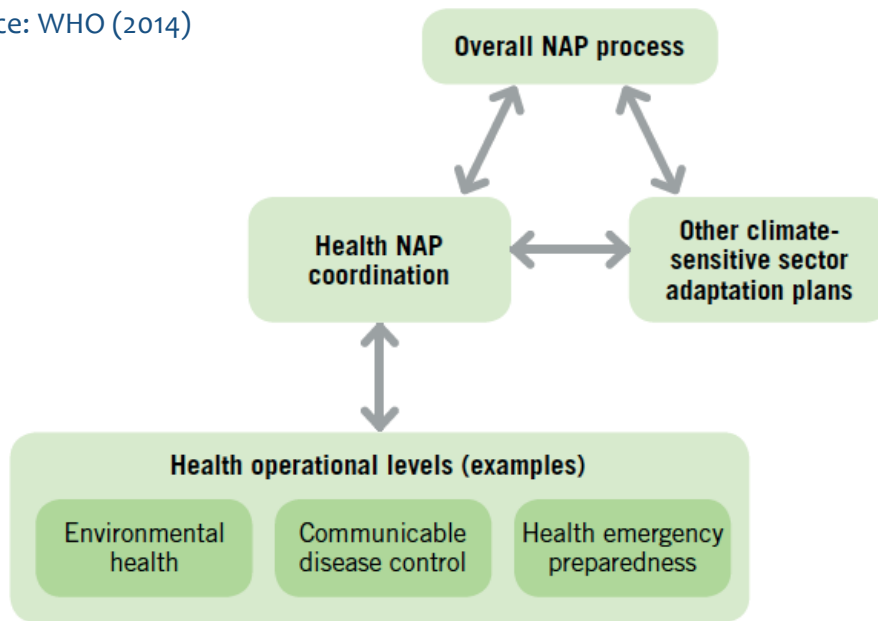 ce: WHO (2014)
Overall NAP process
Health NAP
coordination
Other climate-
sensitive sector
adaptation plans
Health operational levels (examples)
Environmental
health
Communicable
disease control
Health emergency
preparedness